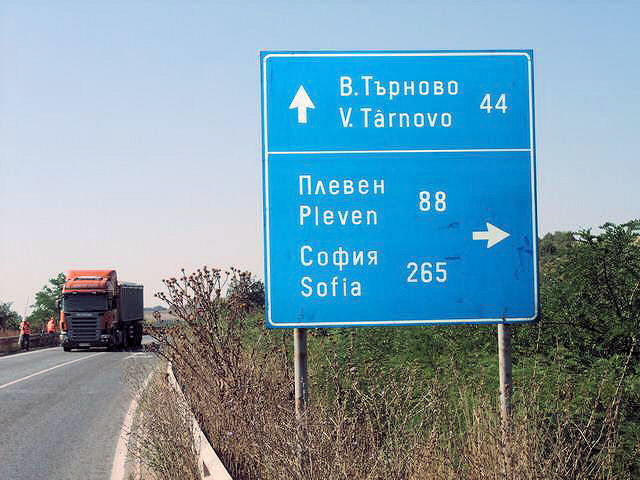 В.Търново
V.Târnovo 44
Плевен
Pleven 88
София
Sofia 265